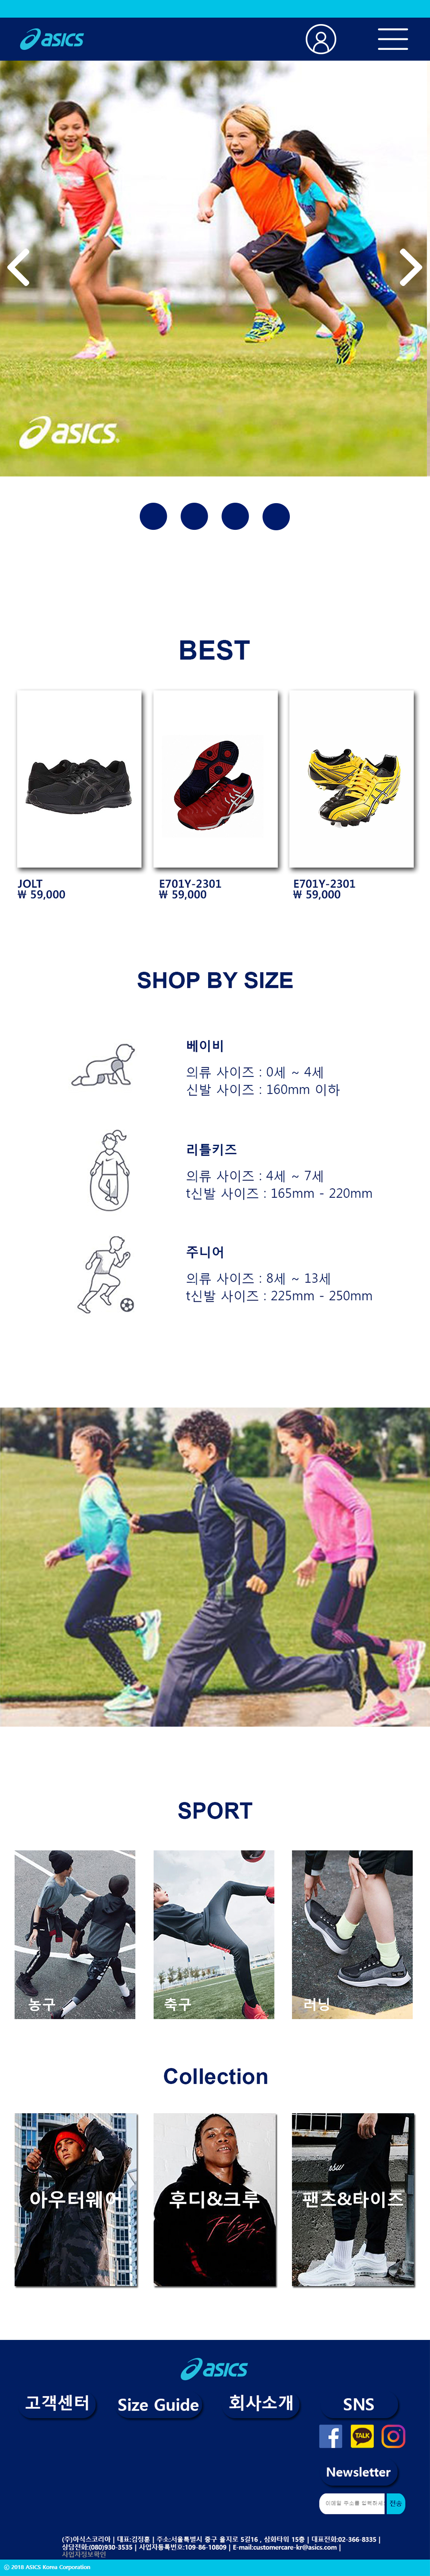 asics
asics
BEST
JOLT
₩ 59,000
E701Y-2301
₩ 59,000
E701Y-2301
₩ 59,000
SHOP BY SIZE
베이비
의류 사이즈 : 0세 ~ 4세
신발 사이즈 : 160mm 이하
리틀키즈
의류 사이즈 : 4세 ~ 7세
t신발 사이즈 : 165mm - 220mm
주니어
의류 사이즈 : 8세 ~ 13세
t신발 사이즈 : 225mm - 250mm
SPORT
농구
축구
러닝
Collection
아우터웨어
후디&크루
팬츠&타이즈
asics
고객센터
Size Guide
회사소개
SNS
TALK
Newsletter
이메일 주소를 입력하세
전송
(주)아식스코리아 | 대표:김정훈 | 주소:서울특별시 중구 을지로 5길16 , 삼화타워 15층 | 대표전화:02-366-8335 |
상담전화:(080)930-3535 | 사업자등록번호:109-86-10809 | E-mail:customercare-kr@asics.com |
사업자정보확인
© 2018 ASICS Korea Corporation